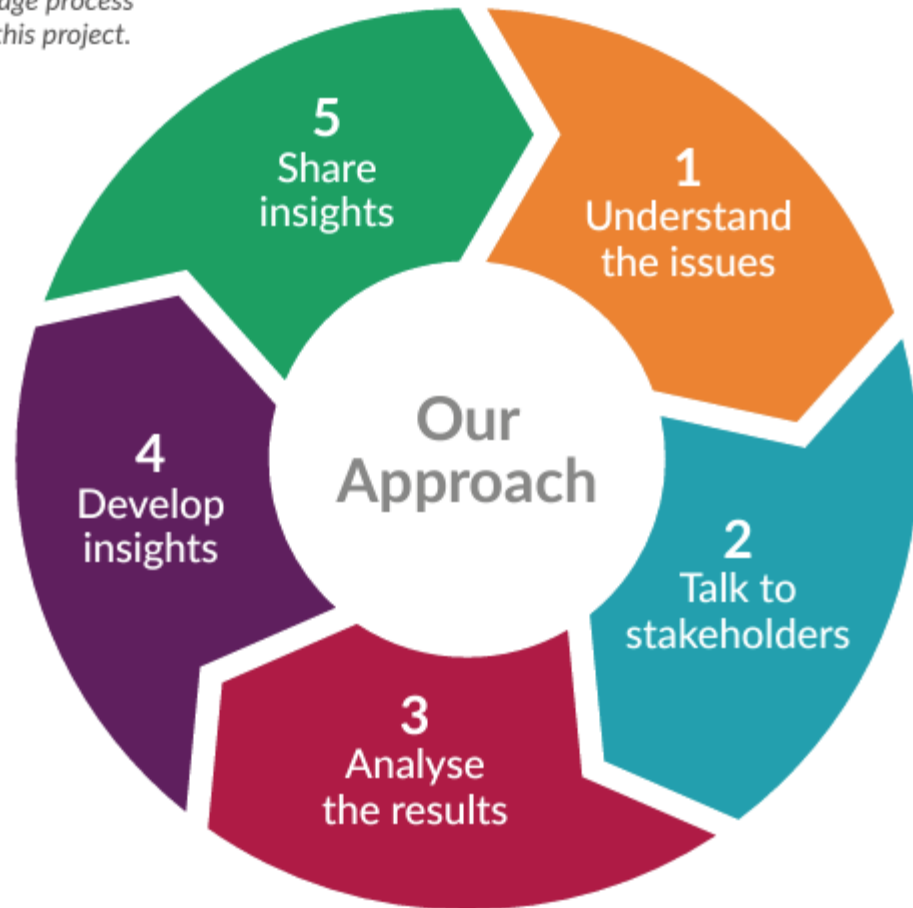 process
this project.
1
Understand
the issues
2
Talk to
stakeholders
3
Analyse
the results
4
Develop
insights
5
Share
insights
Our
Approach